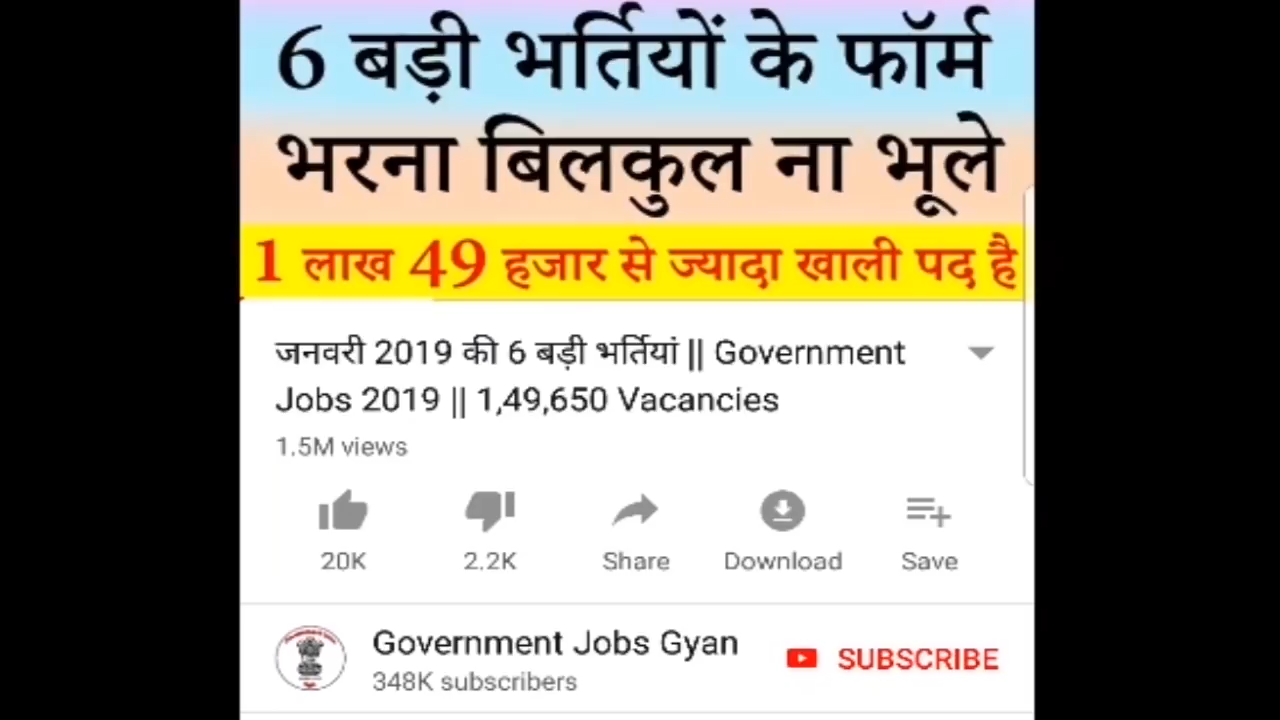 6 बड़ी भर्तियों के फॉर्म
भरना बिलकुल ना भूले
1 लाख 49 हजार से ज्यादा खाली पद है
जनवरी 2019 की 6 बड़ी भर्तियां || Government
Jobs 2019 || 1,49,650 Vacancies
1.5M views
20K 2.2K Share Download Save
Government Jobs Gyan
348K subscribers
SUBSCRIBE